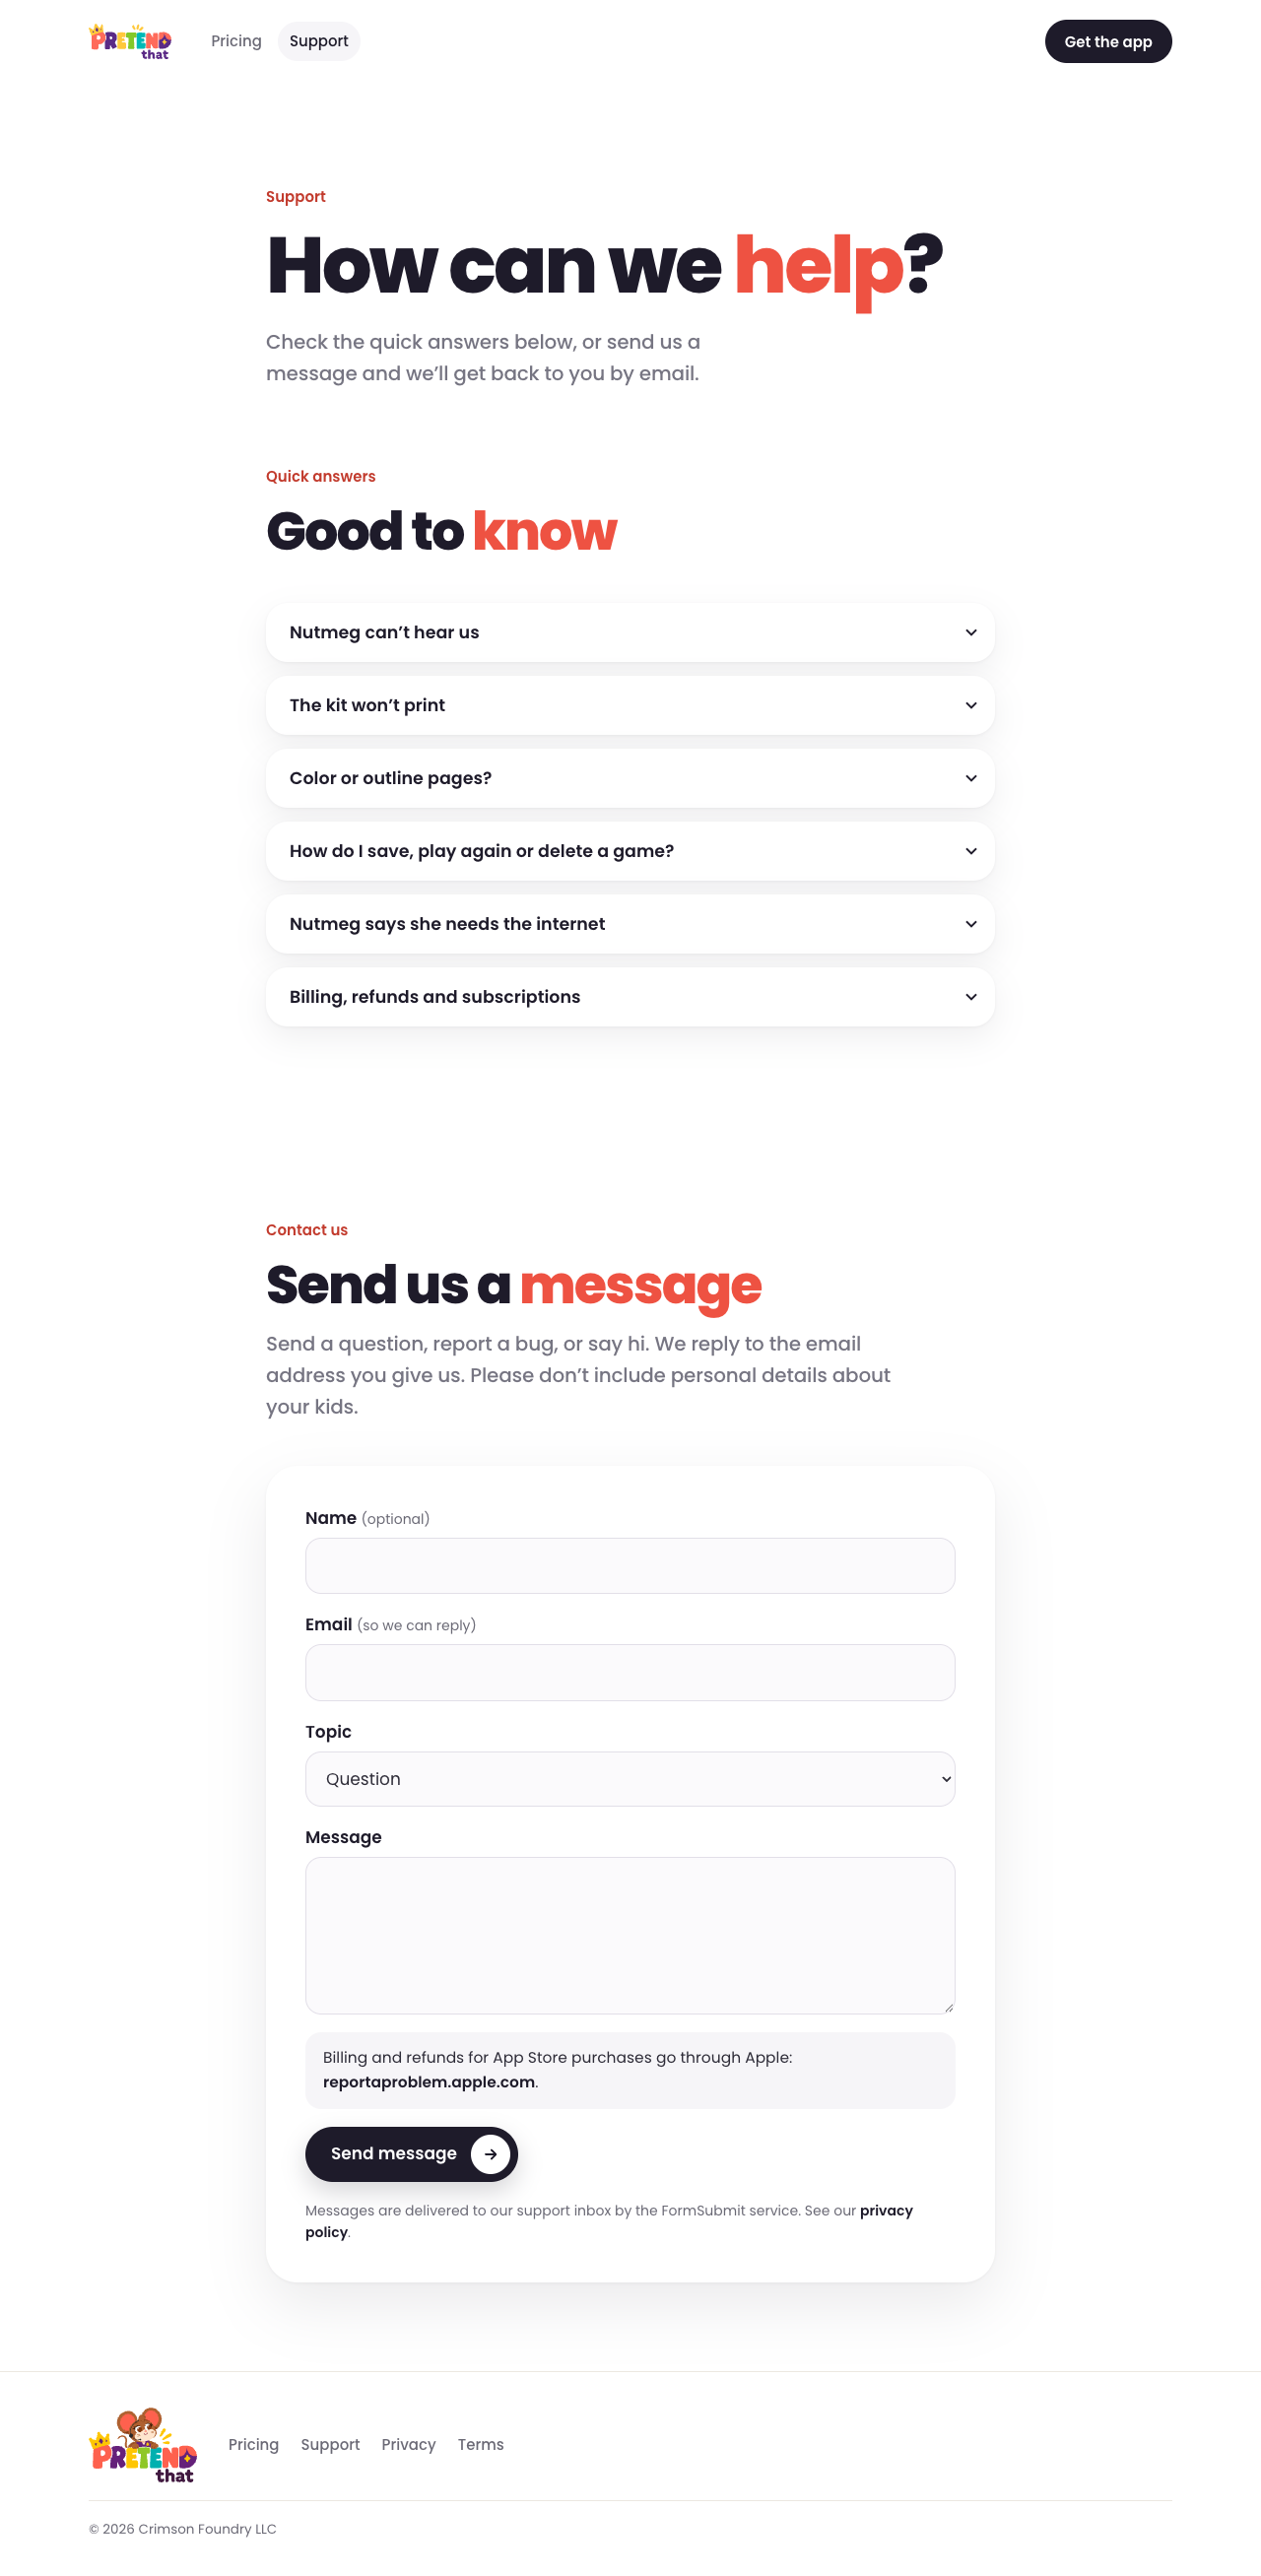 PRETEND
that
Pricing
Support
Get the app
Support
How can we help?
Check the quick answers below, or send us a
message and we’ll get back to you by email.
Quick answers
Good to know
Nutmeg can’t hear us
The kit won’t print
Color or outline pages?
How do I save, play again or delete a game?
Nutmeg says she needs the internet
Billing, refunds and subscriptions
Contact us
Send us a message
Send a question, report a bug, or say hi. We reply to the email
address you give us. Please don’t include personal details about
your kids.
Name (optional)
Email (so we can reply)
Topic
Question
Message
Billing and refunds for App Store purchases go through Apple:
reportaproblem.apple.com.
Send message
Messages are delivered to our support inbox by the FormSubmit service. See our privacy
policy.
PRETEND
that
Pricing
Support
Privacy
Terms
© 2026 Crimson Foundry LLC